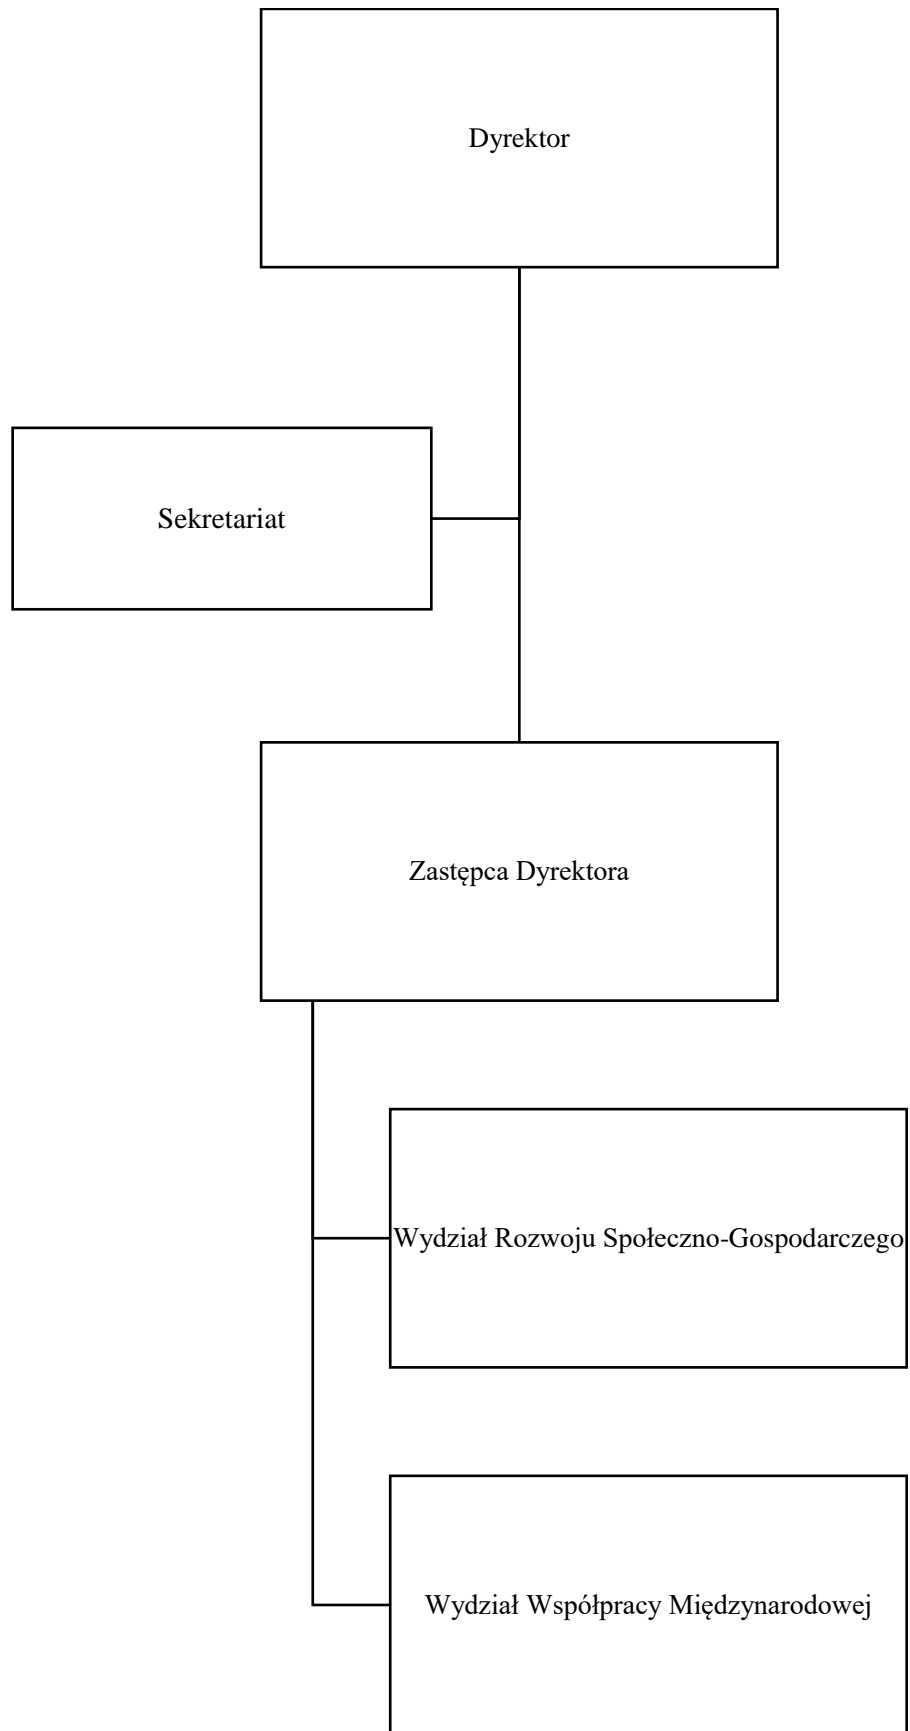 Dyrektor
Sekretariat
Zastępca Dyrektora
Wydział Rozwoju Społeczno-Gospodarczego
Wydział Współpracy Międzynarodowej